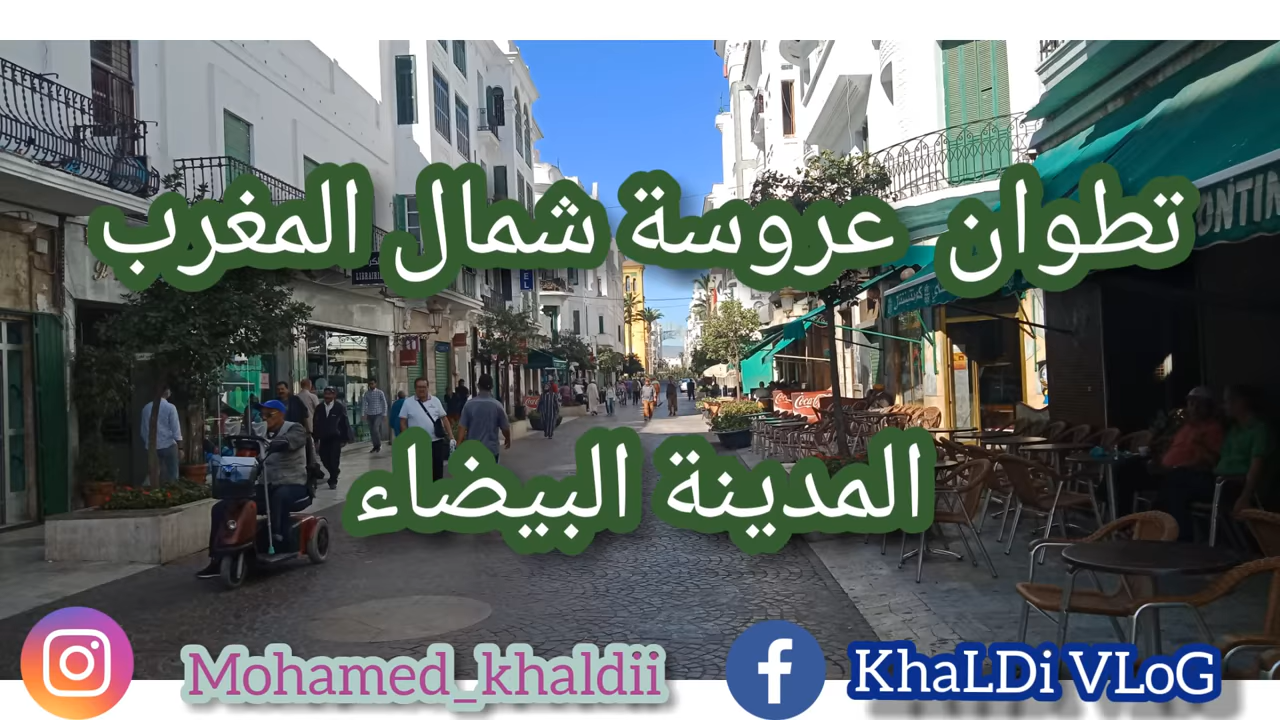 تطوان عروسة شمال المغرب
المدينة البيضاء
Mohamed_khaldii
KhaLDi VLoG